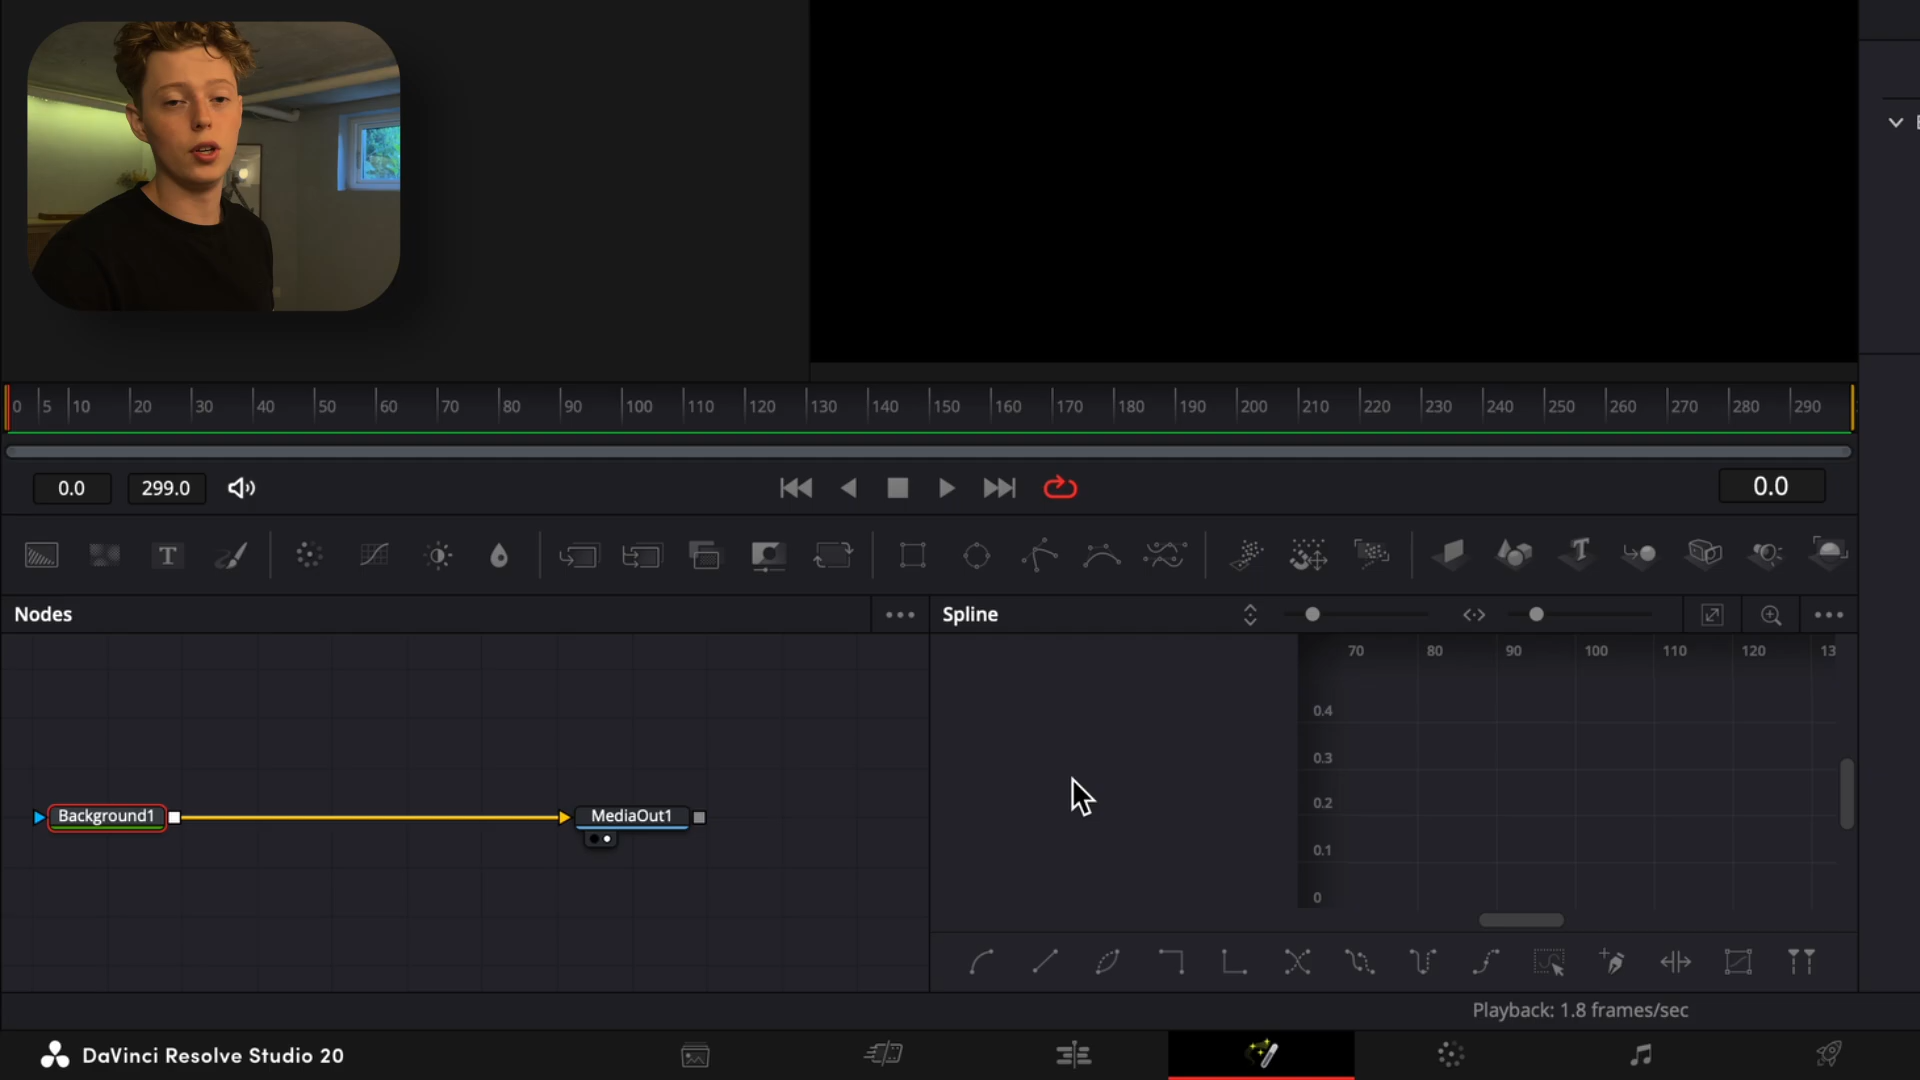 0 5 10 20 30 40 50 60 70 80 90 100 110 120 130 140 150 160 170 180 190 200 210 220 230 240 250 260 270 280 290
0.0 299.0 0.0
T T
Nodes
Spline
70 80 90 100 110 120 13
0.4
0.3
0.2
0.1
0
Background1 MediaOut1
Playback: 1.8 frames/sec
DaVinci Resolve Studio 20